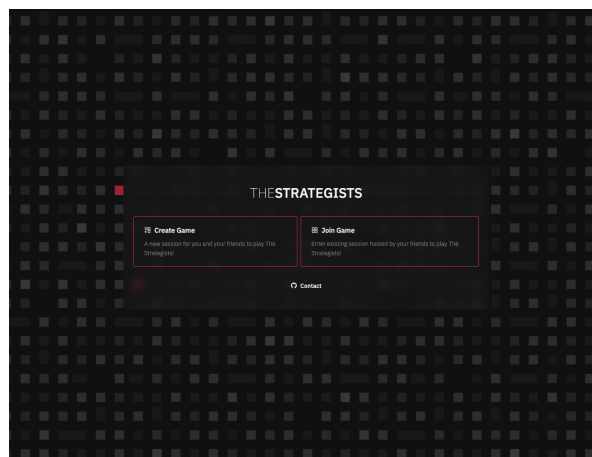 THESTRATEGISTS
Create Game
A new session for you and your friends to play The
Strategists!
Join Game
Enter existing session hosted by your friends to play The
Strategists!
Contact